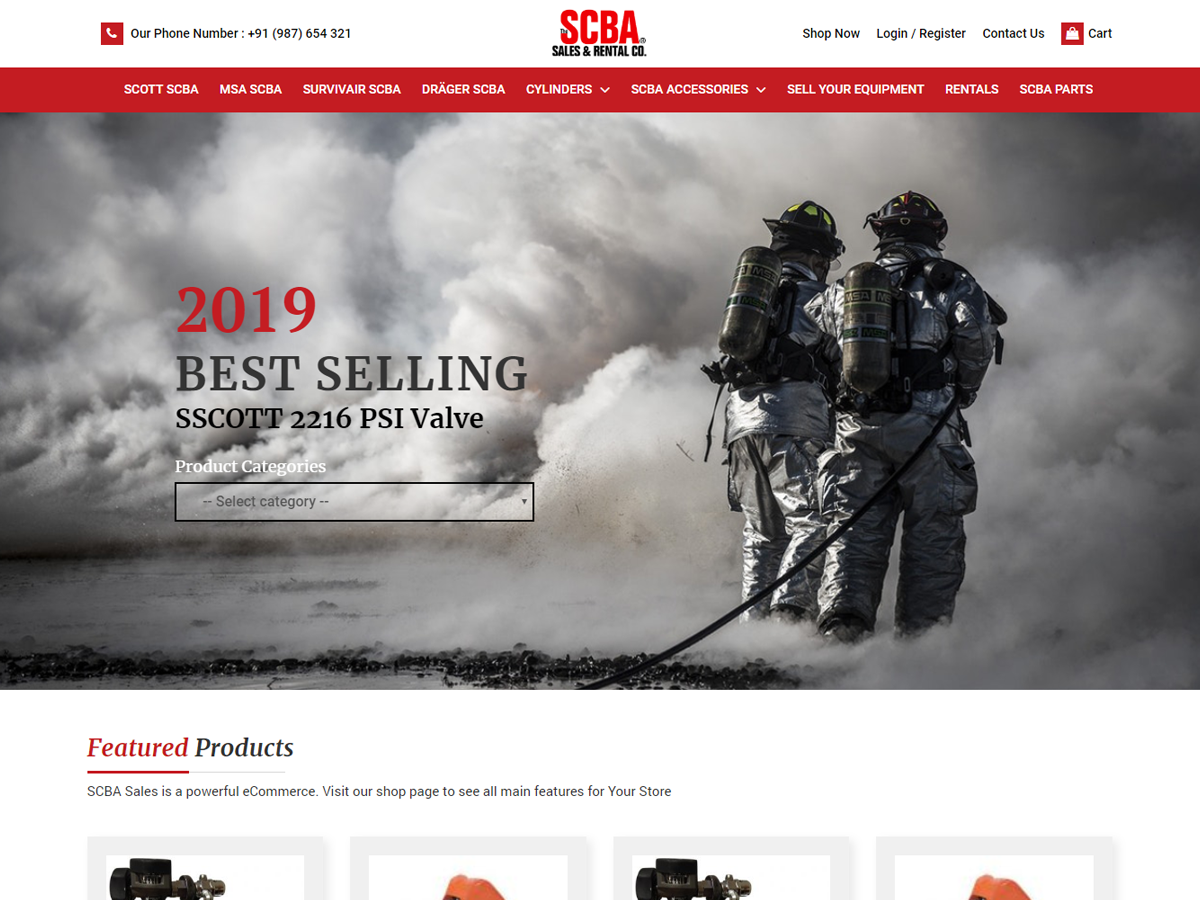 Our Phone Number : +91 (987) 654 321
SCBA
SALES & RENTAL CO.
Shop Now
Login / Register
Contact Us
Cart
SCOTT SCBA
MSA SCBA
SURVIVAIR SCBA
DRÄGER SCBA
CYLINDERS
SCBA ACCESSORIES
SELL YOUR EQUIPMENT
RENTALS
SCBA PARTS
MSA
MSA
2019
BEST SELLING
SSCOTT 2216 PSI Valve
Product Categories
-- Select category --
Featured Products
SCBA Sales is a powerful eCommerce. Visit our shop page to see all main features for Your Store